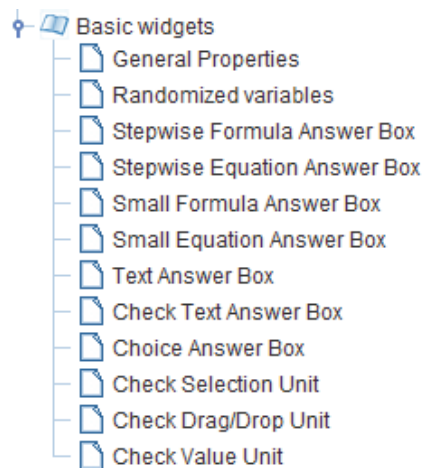 Basic widgets
General Properties
Randomized variables
Stepwise Formula Answer Box
Stepwise Equation Answer Box
Small Formula Answer Box
Small Equation Answer Box
Text Answer Box
Check Text Answer Box
Choice Answer Box
Check Selection Unit
Check Drag/Drop Unit
Check Value Unit